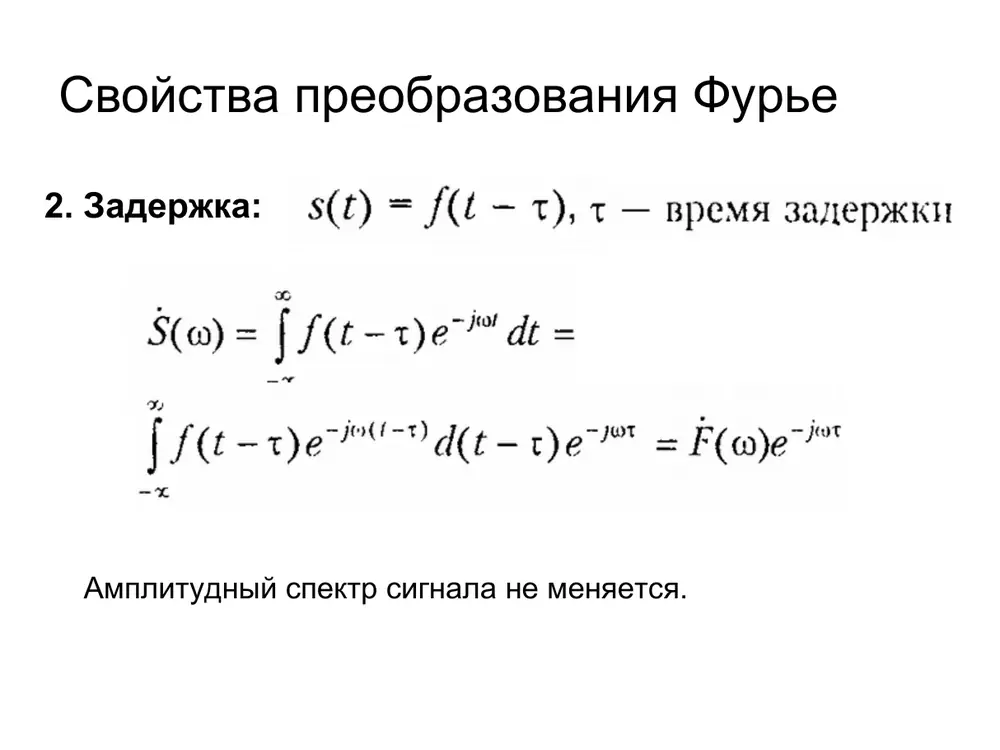 Свойства преобразования Фурье
2. Задержка: s(t) = f(t − τ), τ — время задержки
Ṡ(ω) = ∫_{−∞}^{∞} f(t − τ) e^{−jωt} dt =
∫_{−∞}^{∞} f(t − τ) e^{−jω(t−τ)} d(t − τ) e^{−jωτ} = Ḟ(ω)e^{−jωτ}
Амплитудный спектр сигнала не меняется.